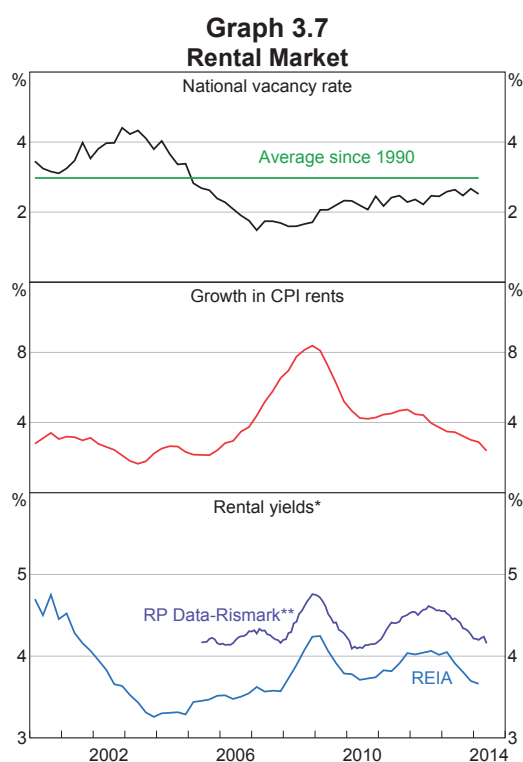 Graph 3.7
Rental Market
% %
National vacancy rate
4 4
Average since 1990
2 2
% %
Growth in CPI rents
8 8
4 4
% %
Rental yields*
5 5
RP Data-Rismark**
4 4
REIA
3 3
2002 2006 2010 2014